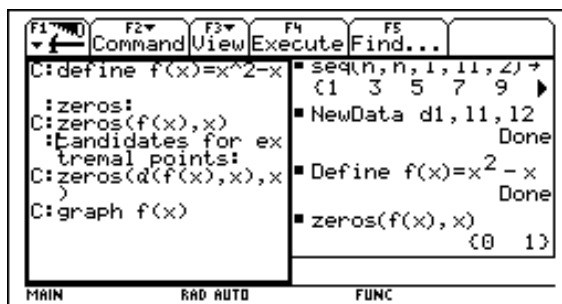 F1 F2 F3 F4 F5
Command View Execute Find...
C:define f(x)=x^2-x
:zeros:
C:zeros(f(x),x)
:Candidates for ex
tremal points:
C:zeros(d(f(x),x),x
)
C:graph f(x)
■ seq(n,n,1,11,2)→
{1 3 5 7 9
■ NewData d1,l1,l2
Done
■ Define f(x)=x² - x
Done
■ zeros(f(x),x)
{0 1}
MAIN RAD AUTO FUNC